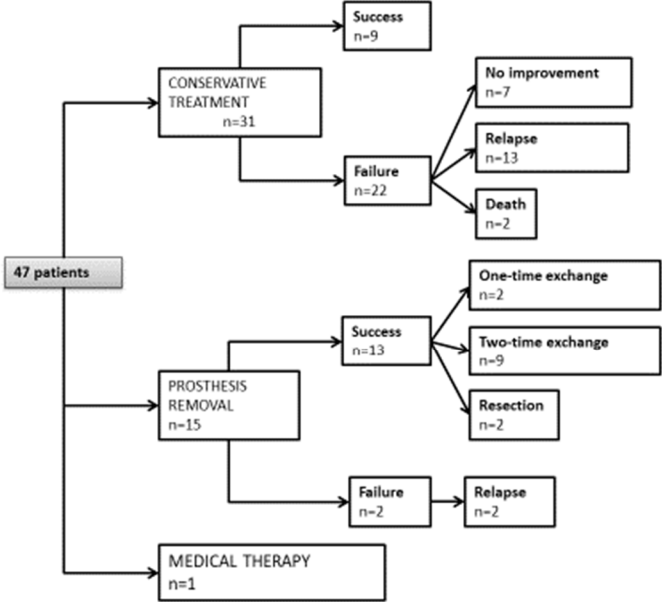 47 patients
CONSERVATIVE
TREATMENT
n=31
Success
n=9
Failure
n=22
No improvement
n=7
Relapse
n=13
Death
n=2
PROSTHESIS
REMOVAL
n=15
Success
n=13
One-time exchange
n=2
Two-time exchange
n=9
Resection
n=2
Failure
n=2
Relapse
n=2
MEDICAL THERAPY
n=1